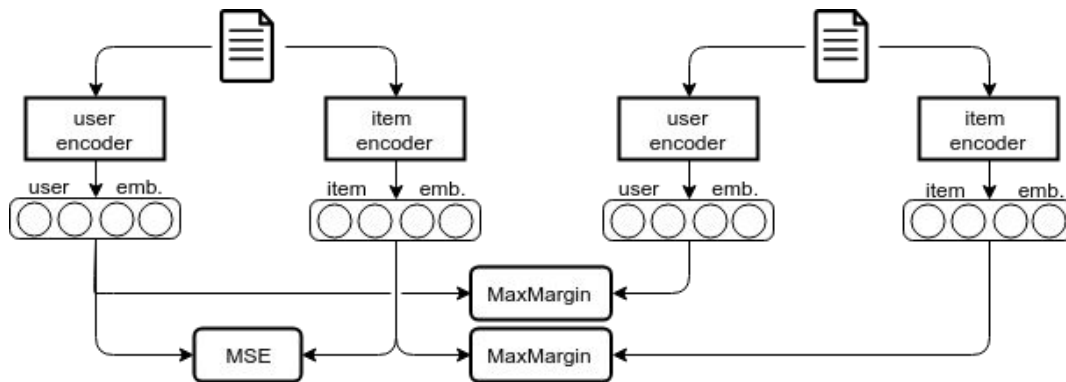 user
encoder
item
encoder
user
encoder
item
encoder
user emb.
item emb.
user emb.
item emb.
MaxMargin
MSE
MaxMargin